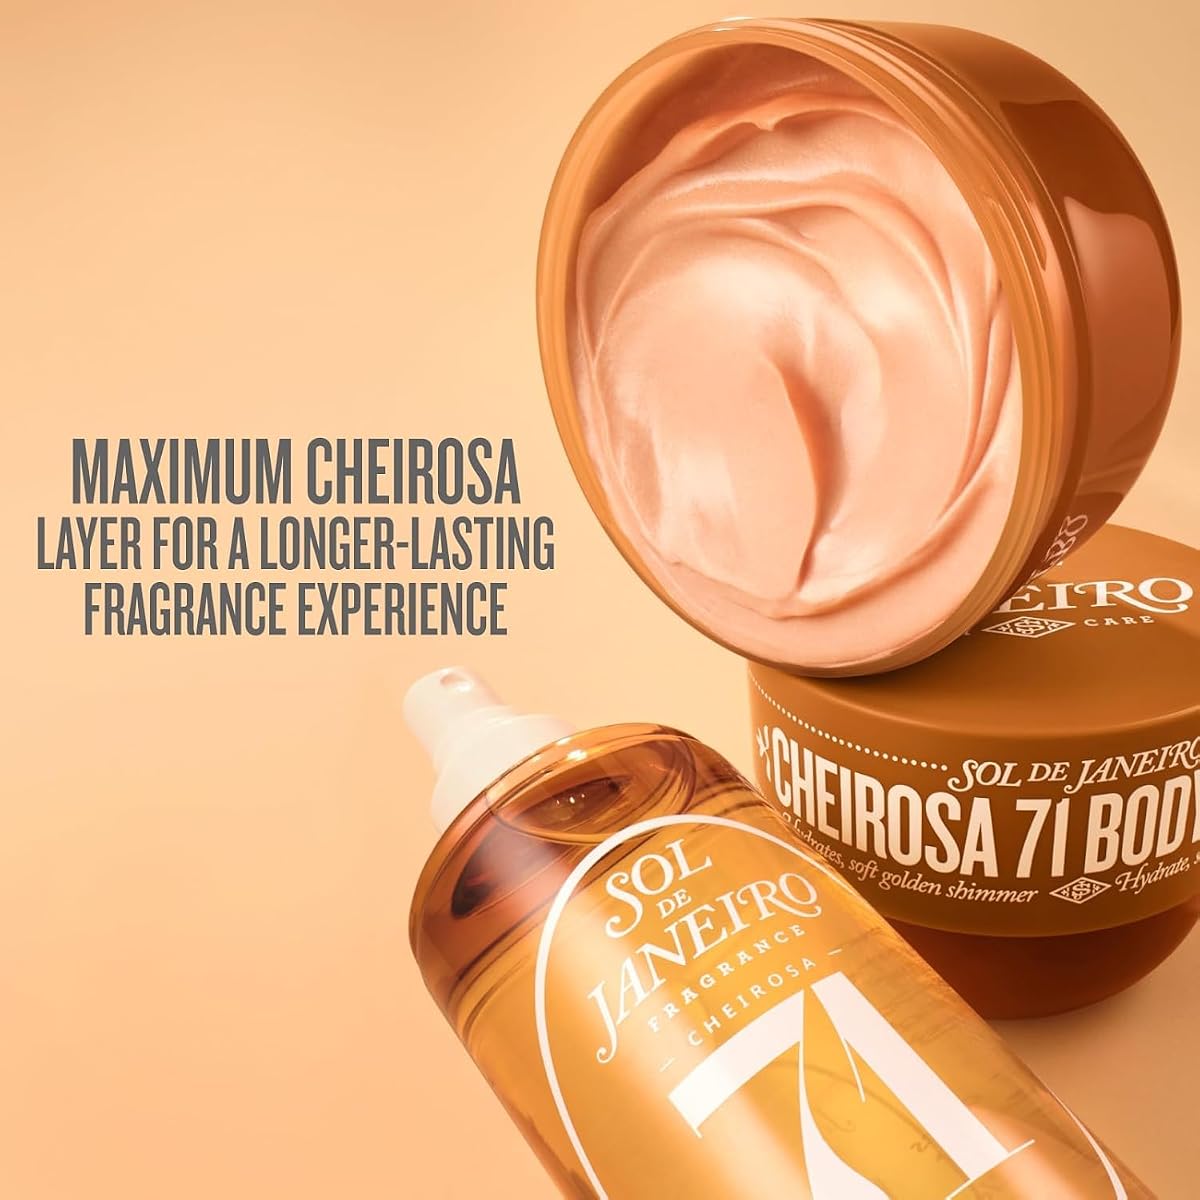 MAXIMUM CHEIROSA
LAYER FOR A LONGER-LASTING
FRAGRANCE EXPERIENCE
EIRO
CARE
SOL DE JANEIRO
CHEIROSA 71 BODY
soft golden shimmer
Hydrate,
SOL
DE
JANEIRO
FRAGRANCE
— CHEIROSA —
71